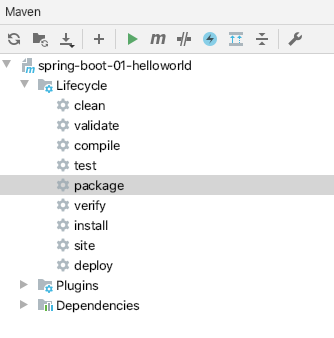 Maven
spring-boot-01-helloworld
Lifecycle
clean
validate
compile
test
package
verify
install
site
deploy
Plugins
Dependencies